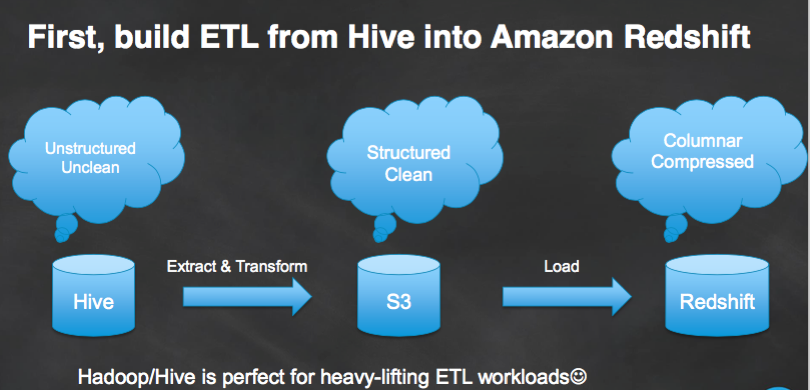 First, build ETL from Hive into Amazon Redshift
Unstructured
Unclean
Structured
Clean
Columnar
Compressed
Extract & Transform
Load
Hive
S3
Redshift
Hadoop/Hive is perfect for heavy-lifting ETL workloads☺